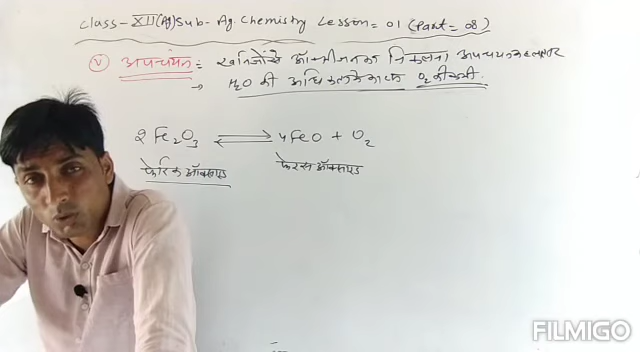 Class-XII(Ag) Sub-Ag.Chemistry Lesson=01 (Part=08)
(v) अपचयन = खनिजों से ऑक्सीजन का निकलना अपचयन कहलाता
→ H₂O की अधिकता के कारण O₂ की कमी.
2Fe₂O₃ ⇌ 4FeO + O₂
फेरिक ऑक्साइड फेरस ऑक्साइड
FILMIGO